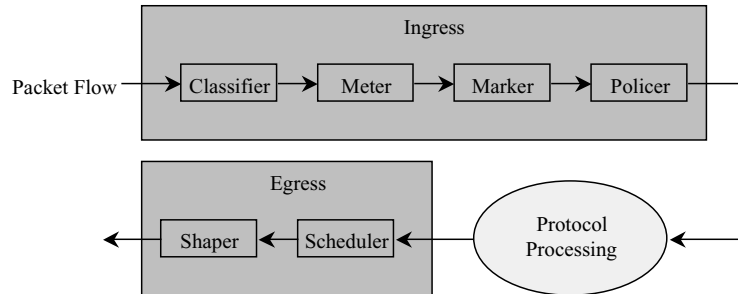 Ingress
Packet Flow
Classifier
Meter
Marker
Policer
Egress
Shaper
Scheduler
Protocol
Processing